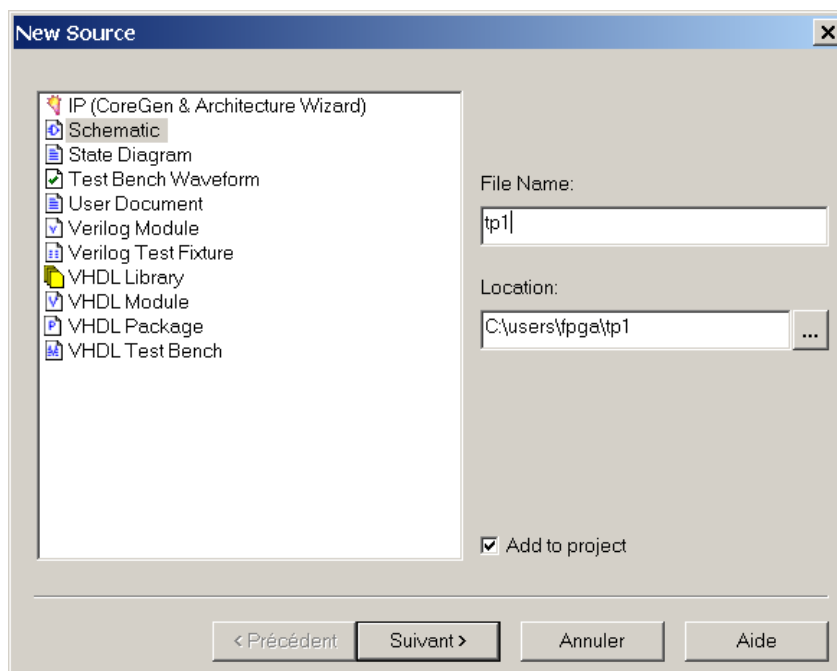 New Source
IP (CoreGen & Architecture Wizard)
Schematic
State Diagram
Test Bench Waveform
User Document
Verilog Module
Verilog Test Fixture
VHDL Library
VHDL Module
VHDL Package
VHDL Test Bench
File Name:
tp1
Location:
C:\users\fpga\tp1
...
Add to project
< Précédent
Suivant >
Annuler
Aide